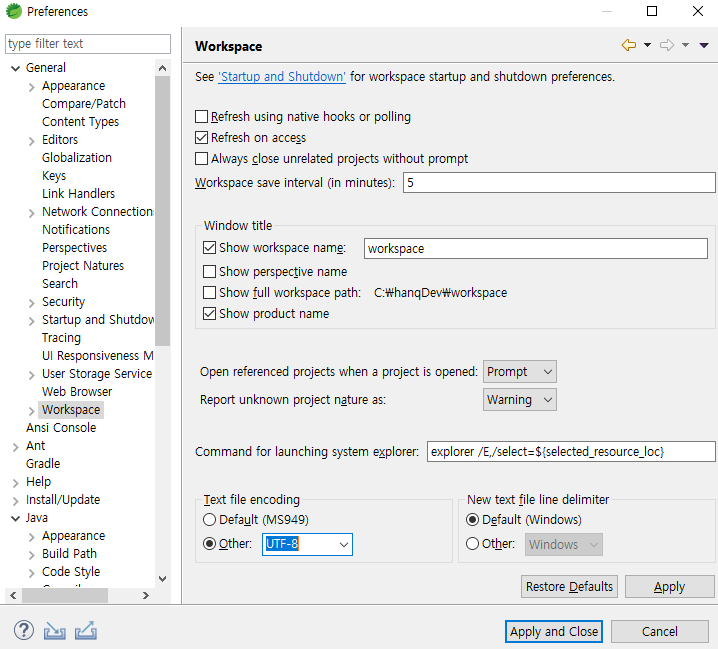 Preferences
type filter text
General
Appearance
Compare/Patch
Content Types
Editors
Globalization
Keys
Link Handlers
Network Connection
Notifications
Perspectives
Project Natures
Search
Security
Startup and Shutdow
Tracing
UI Responsiveness M
User Storage Service
Web Browser
Workspace
Ansi Console
Ant
Gradle
Help
Install/Update
Java
Appearance
Build Path
Code Style
Workspace
See 'Startup and Shutdown' for workspace startup and shutdown preferences.
Refresh using native hooks or polling
Refresh on access
Always close unrelated projects without prompt
Workspace save interval (in minutes): 5
Window title
Show workspace name: workspace
Show perspective name
Show full workspace path: C:₩hanqDev₩workspace
Show product name
Open referenced projects when a project is opened: Prompt
Report unknown project nature as: Warning
Command for launching system explorer: explorer /E,/select=${selected_resource_loc}
Text file encoding
Default (MS949)
Other: UTF-8
New text file line delimiter
Default (Windows)
Other: Windows
Restore Defaults Apply
Apply and Close Cancel